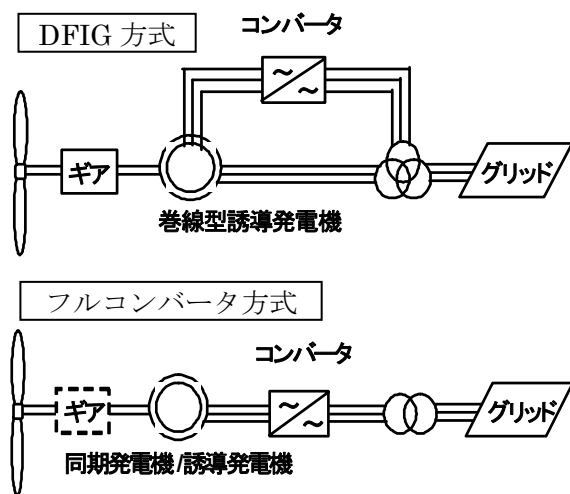 DFIG 方式
コンバータ
ギア
グリッド
巻線型誘導発電機
フルコンバータ方式
コンバータ
ギア
グリッド
同期発電機/誘導発電機